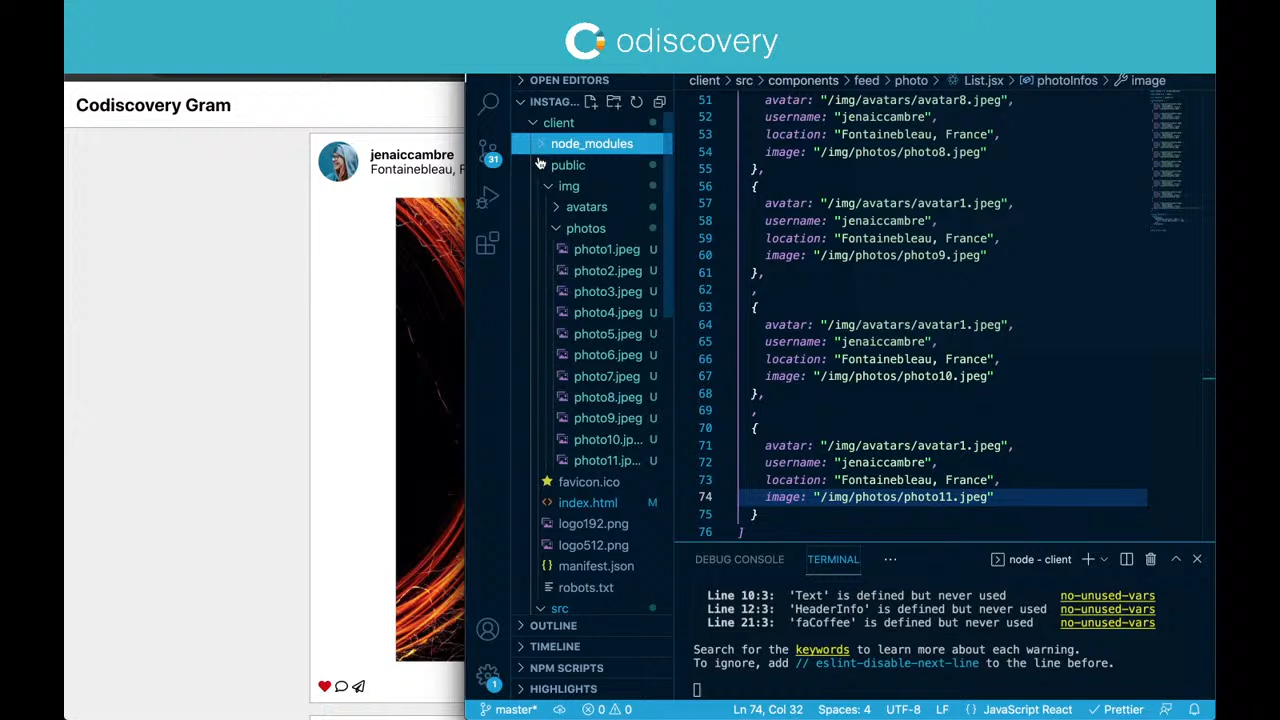 odiscovery
Codiscovery Gram
jenaiccambre
Fontainebleau, F
OPEN EDITORS
INSTAG...
client
node_modules
public
img
avatars
photos
photo1.jpeg U
photo2.jpeg U
photo3.jpeg U
photo4.jpeg U
photo5.jpeg U
photo6.jpeg U
photo7.jpeg U
photo8.jpeg U
photo9.jpeg U
photo10.jp... U
photo11.jp... U
favicon.ico
index.html M
logo192.png
logo512.png
manifest.json
robots.txt
src
OUTLINE
TIMELINE
NPM SCRIPTS
HIGHLIGHTS
31
1
client > src > components > feed > photo > List.jsx > photoInfos > image
51 avatar: "/img/avatars/avatar8.jpeg",
52 username: "jenaiccambre",
53 location: "Fontainebleau, France",
54 image: "/img/photos/photo8.jpeg"
55 },
56 {
57 avatar: "/img/avatars/avatar1.jpeg",
58 username: "jenaiccambre",
59 location: "Fontainebleau, France",
60 image: "/img/photos/photo9.jpeg"
61 },
62 ,
63 {
64 avatar: "/img/avatars/avatar1.jpeg",
65 username: "jenaiccambre",
66 location: "Fontainebleau, France",
67 image: "/img/photos/photo10.jpeg"
68 },
69 ,
70 {
71 avatar: "/img/avatars/avatar1.jpeg",
72 username: "jenaiccambre",
73 location: "Fontainebleau, France",
74 image: "/img/photos/photo11.jpeg"
75 }
76 ]
DEBUG CONSOLE TERMINAL ... node - client
Line 10:3: 'Text' is defined but never used no-unused-vars
Line 12:3: 'HeaderInfo' is defined but never used no-unused-vars
Line 21:3: 'faCoffee' is defined but never used no-unused-vars
Search for the keywords to learn more about each warning.
To ignore, add // eslint-disable-next-line to the line before.
master* 0 0 Ln 74, Col 32 Spaces: 4 UTF-8 LF {} JavaScript React Prettier